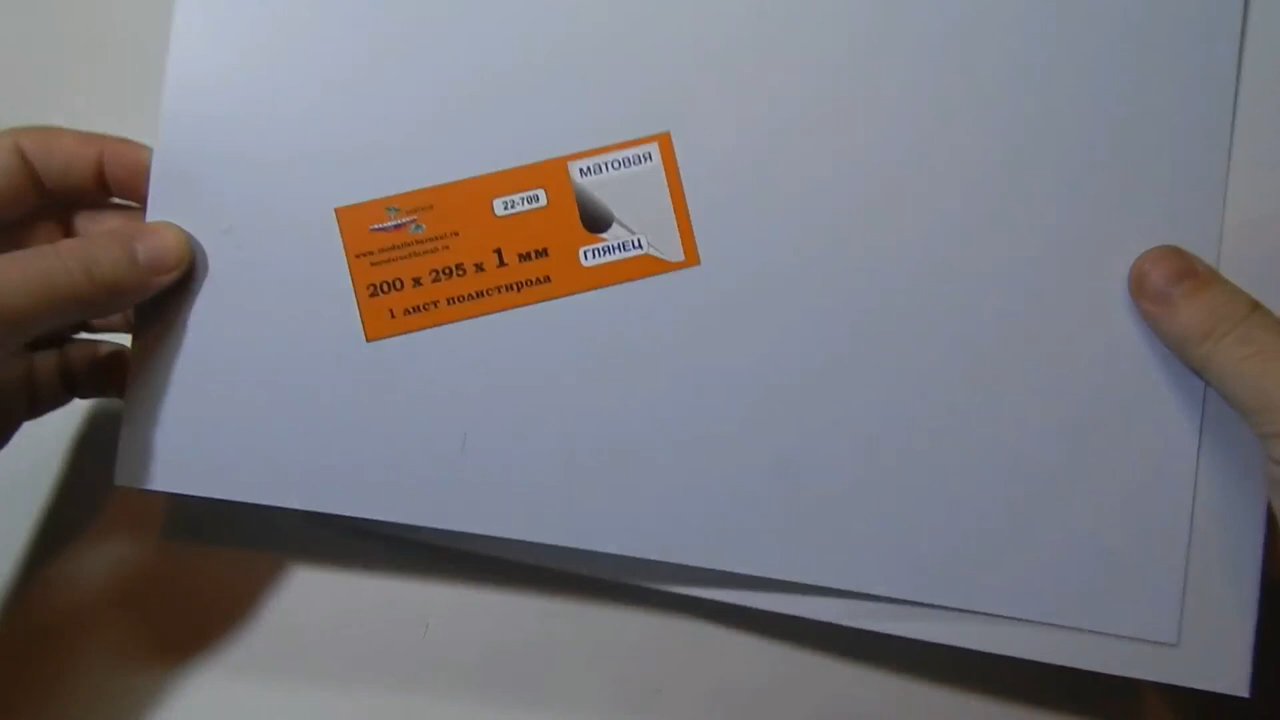 матовая
22-709
глянец
200 x 295 x 1 мм
1 лист полистирола